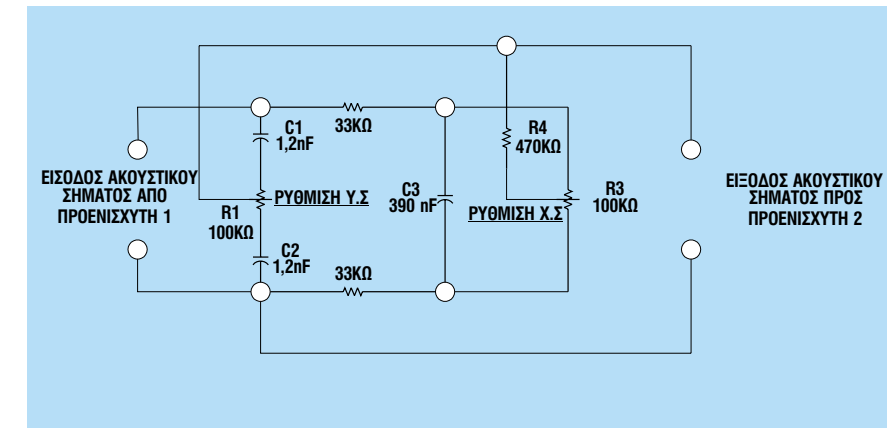 33ΚΩ
C1
1,2nF
R4
470ΚΩ
ΕΙΣΟΔΟΣ ΑΚΟΥΣΤΙΚΟΥ
ΣΗΜΑΤΟΣ ΑΠΟ
ΠΡΟΕΝΙΣΧΥΤΗ 1
R1
100ΚΩ
ΡΥΘΜΙΣΗ Υ.Σ
C3
390 nF
ΡΥΘΜΙΣΗ Χ.Σ
R3
100ΚΩ
ΕΙΞΟΔΟΣ ΑΚΟΥΣΤΙΚΟΥ
ΣΗΜΑΤΟΣ ΠΡΟΣ
ΠΡΟΕΝΙΣΧΥΤΗ 2
C2
1,2nF
33ΚΩ